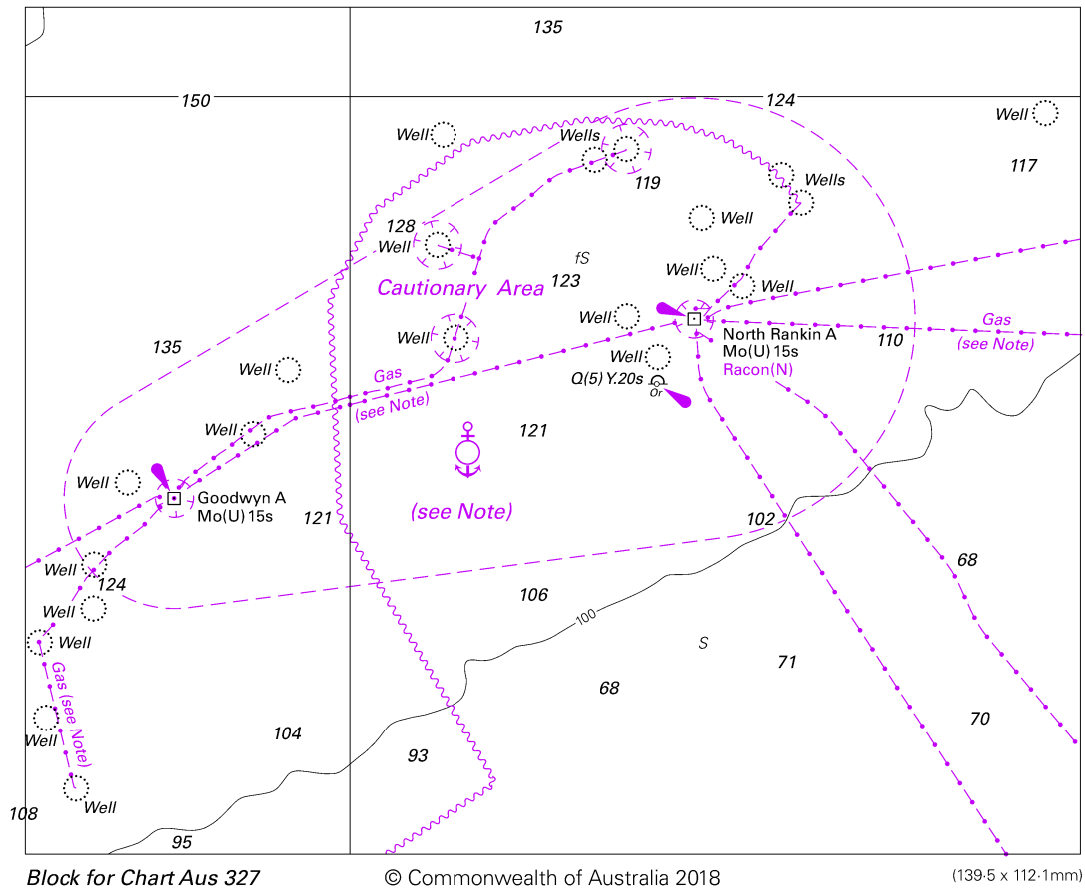 135
150
124
Well
Wells
Well
117
119
Wells
128
Well
Well
fS
123
Well
Well
Cautionary Area
Well
North Rankin A
Mo(U) 15s
Racon(N)
110
Gas
(see Note)
135
Well
Well
Well
Gas
(see Note)
Q(5) Y.20s
Or
Well
121
Well
Goodwyn A
Mo(U) 15s
(see Note)
121
102
Well
124
68
Well
106
100
Well
S
71
68
Gas (see Note)
70
Well
104
93
Well
108
95
Block for Chart Aus 327
© Commonwealth of Australia 2018
(139·5 x 112·1mm)